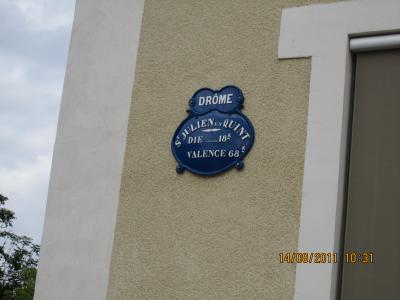 DRÔME
ST JULIEN EN QUINT
DIE 18K
VALENCE 68K
14/08/2011 10:31